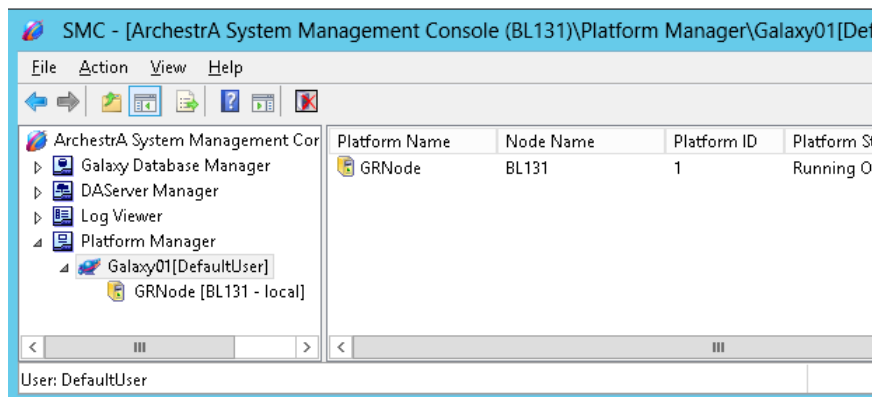 SMC - [ArchestrA System Management Console (BL131)\Platform Manager\Galaxy01[Def
File Action View Help
ArchestrA System Management Cor
Galaxy Database Manager
DAServer Manager
Log Viewer
Platform Manager
Galaxy01[DefaultUser]
GRNode [BL131 - local]
Platform Name Node Name Platform ID Platform S
GRNode BL131 1 Running O
User: DefaultUser